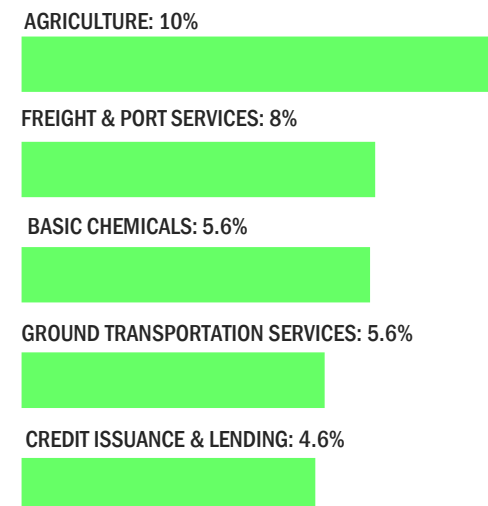 AGRICULTURE: 10%
FREIGHT & PORT SERVICES: 8%
BASIC CHEMICALS: 5.6%
GROUND TRANSPORTATION SERVICES: 5.6%
CREDIT ISSUANCE & LENDING: 4.6%